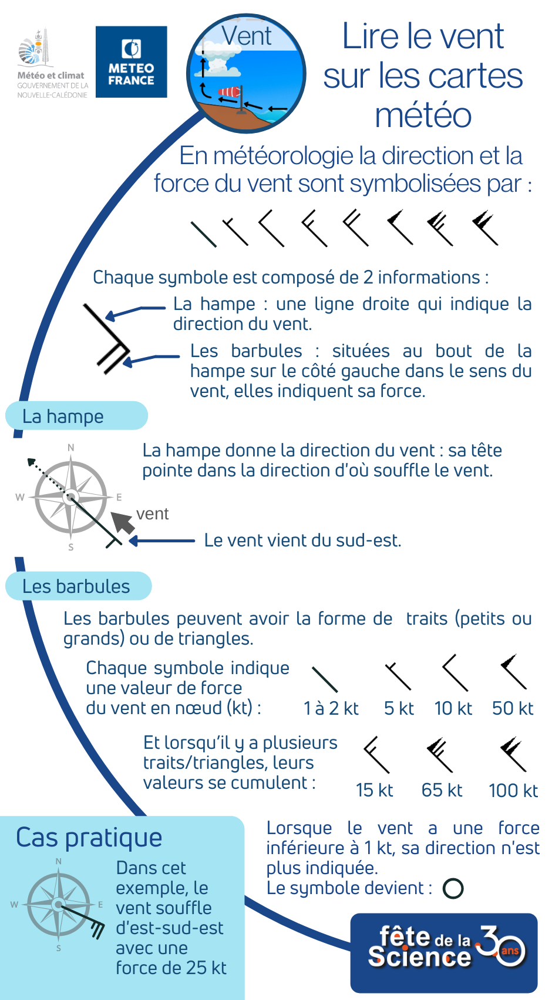 Météo et climat
GOUVERNEMENT DE LA
NOUVELLE-CALÉDONIE
METEO
FRANCE
Vent
Lire le vent
sur les cartes
météo
En météorologie la direction et la
force du vent sont symbolisées par :
Chaque symbole est composé de 2 informations :
La hampe : une ligne droite qui indique la
direction du vent.
Les barbules : situées au bout de la
hampe sur le côté gauche dans le sens du
vent, elles indiquent sa force.
La hampe
La hampe donne la direction du vent : sa tête
pointe dans la direction d'où souffle le vent.
N
W
E
S
vent
Le vent vient du sud-est.
Les barbules
Les barbules peuvent avoir la forme de traits (petits ou
grands) ou de triangles.
Chaque symbole indique
une valeur de force
du vent en nœud (kt) :
1 à 2 kt
5 kt
10 kt
50 kt
Et lorsqu'il y a plusieurs
traits/triangles, leurs
valeurs se cumulent :
15 kt
65 kt
100 kt
Cas pratique
N
W
E
S
Dans cet
exemple, le
vent souffle
d'est-sud-est
avec une
force de 25 kt
Lorsque le vent a une force
inférieure à 1 kt, sa direction n'est
plus indiquée.
Le symbole devient :
fête de la
Science
30
ans